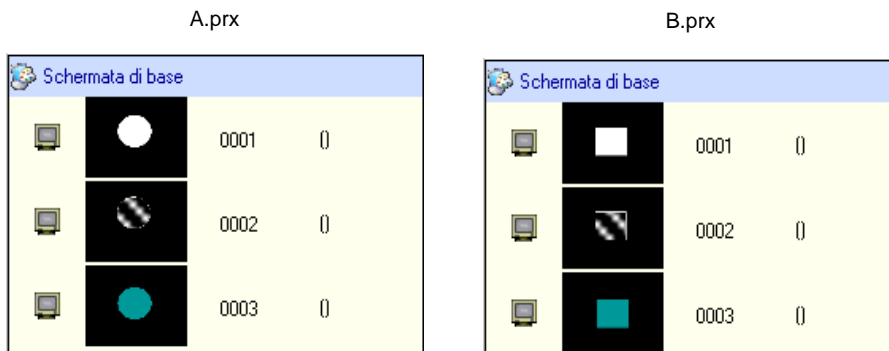 A.prx
Schermata di base
0001 ()
0002 ()
0003 ()
B.prx
Schermata di base
0001 ()
0002 ()
0003 ()